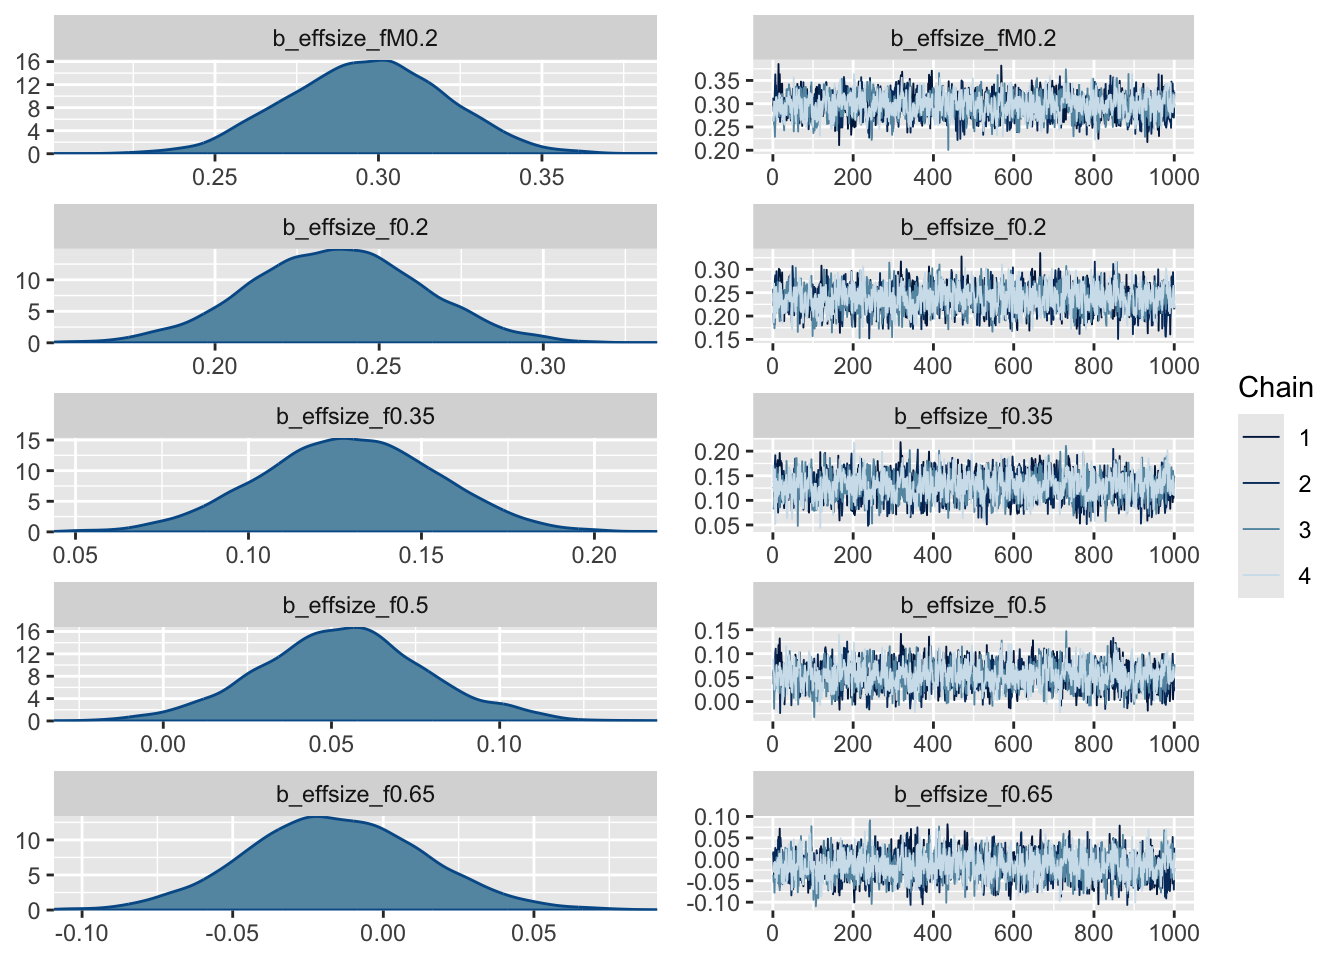 b_effsize_fM0.2
16
12
8
4
0
0.25 0.30 0.35
b_effsize_fM0.2
0.35
0.30
0.25
0.20
0 200 400 600 800 1000
b_effsize_f0.2
10
5
0
0.20 0.25 0.30
b_effsize_f0.2
0.30
0.25
0.20
0.15
0 200 400 600 800 1000
b_effsize_f0.35
15
10
5
0
0.05 0.10 0.15 0.20
b_effsize_f0.35
0.20
0.15
0.10
0.05
0 200 400 600 800 1000
b_effsize_f0.5
16
12
8
4
0
0.00 0.05 0.10
b_effsize_f0.5
0.15
0.10
0.05
0.00
0 200 400 600 800 1000
b_effsize_f0.65
10
5
0
-0.10 -0.05 0.00 0.05
b_effsize_f0.65
0.10
0.05
0.00
-0.05
-0.10
0 200 400 600 800 1000
Chain
1
2
3
4